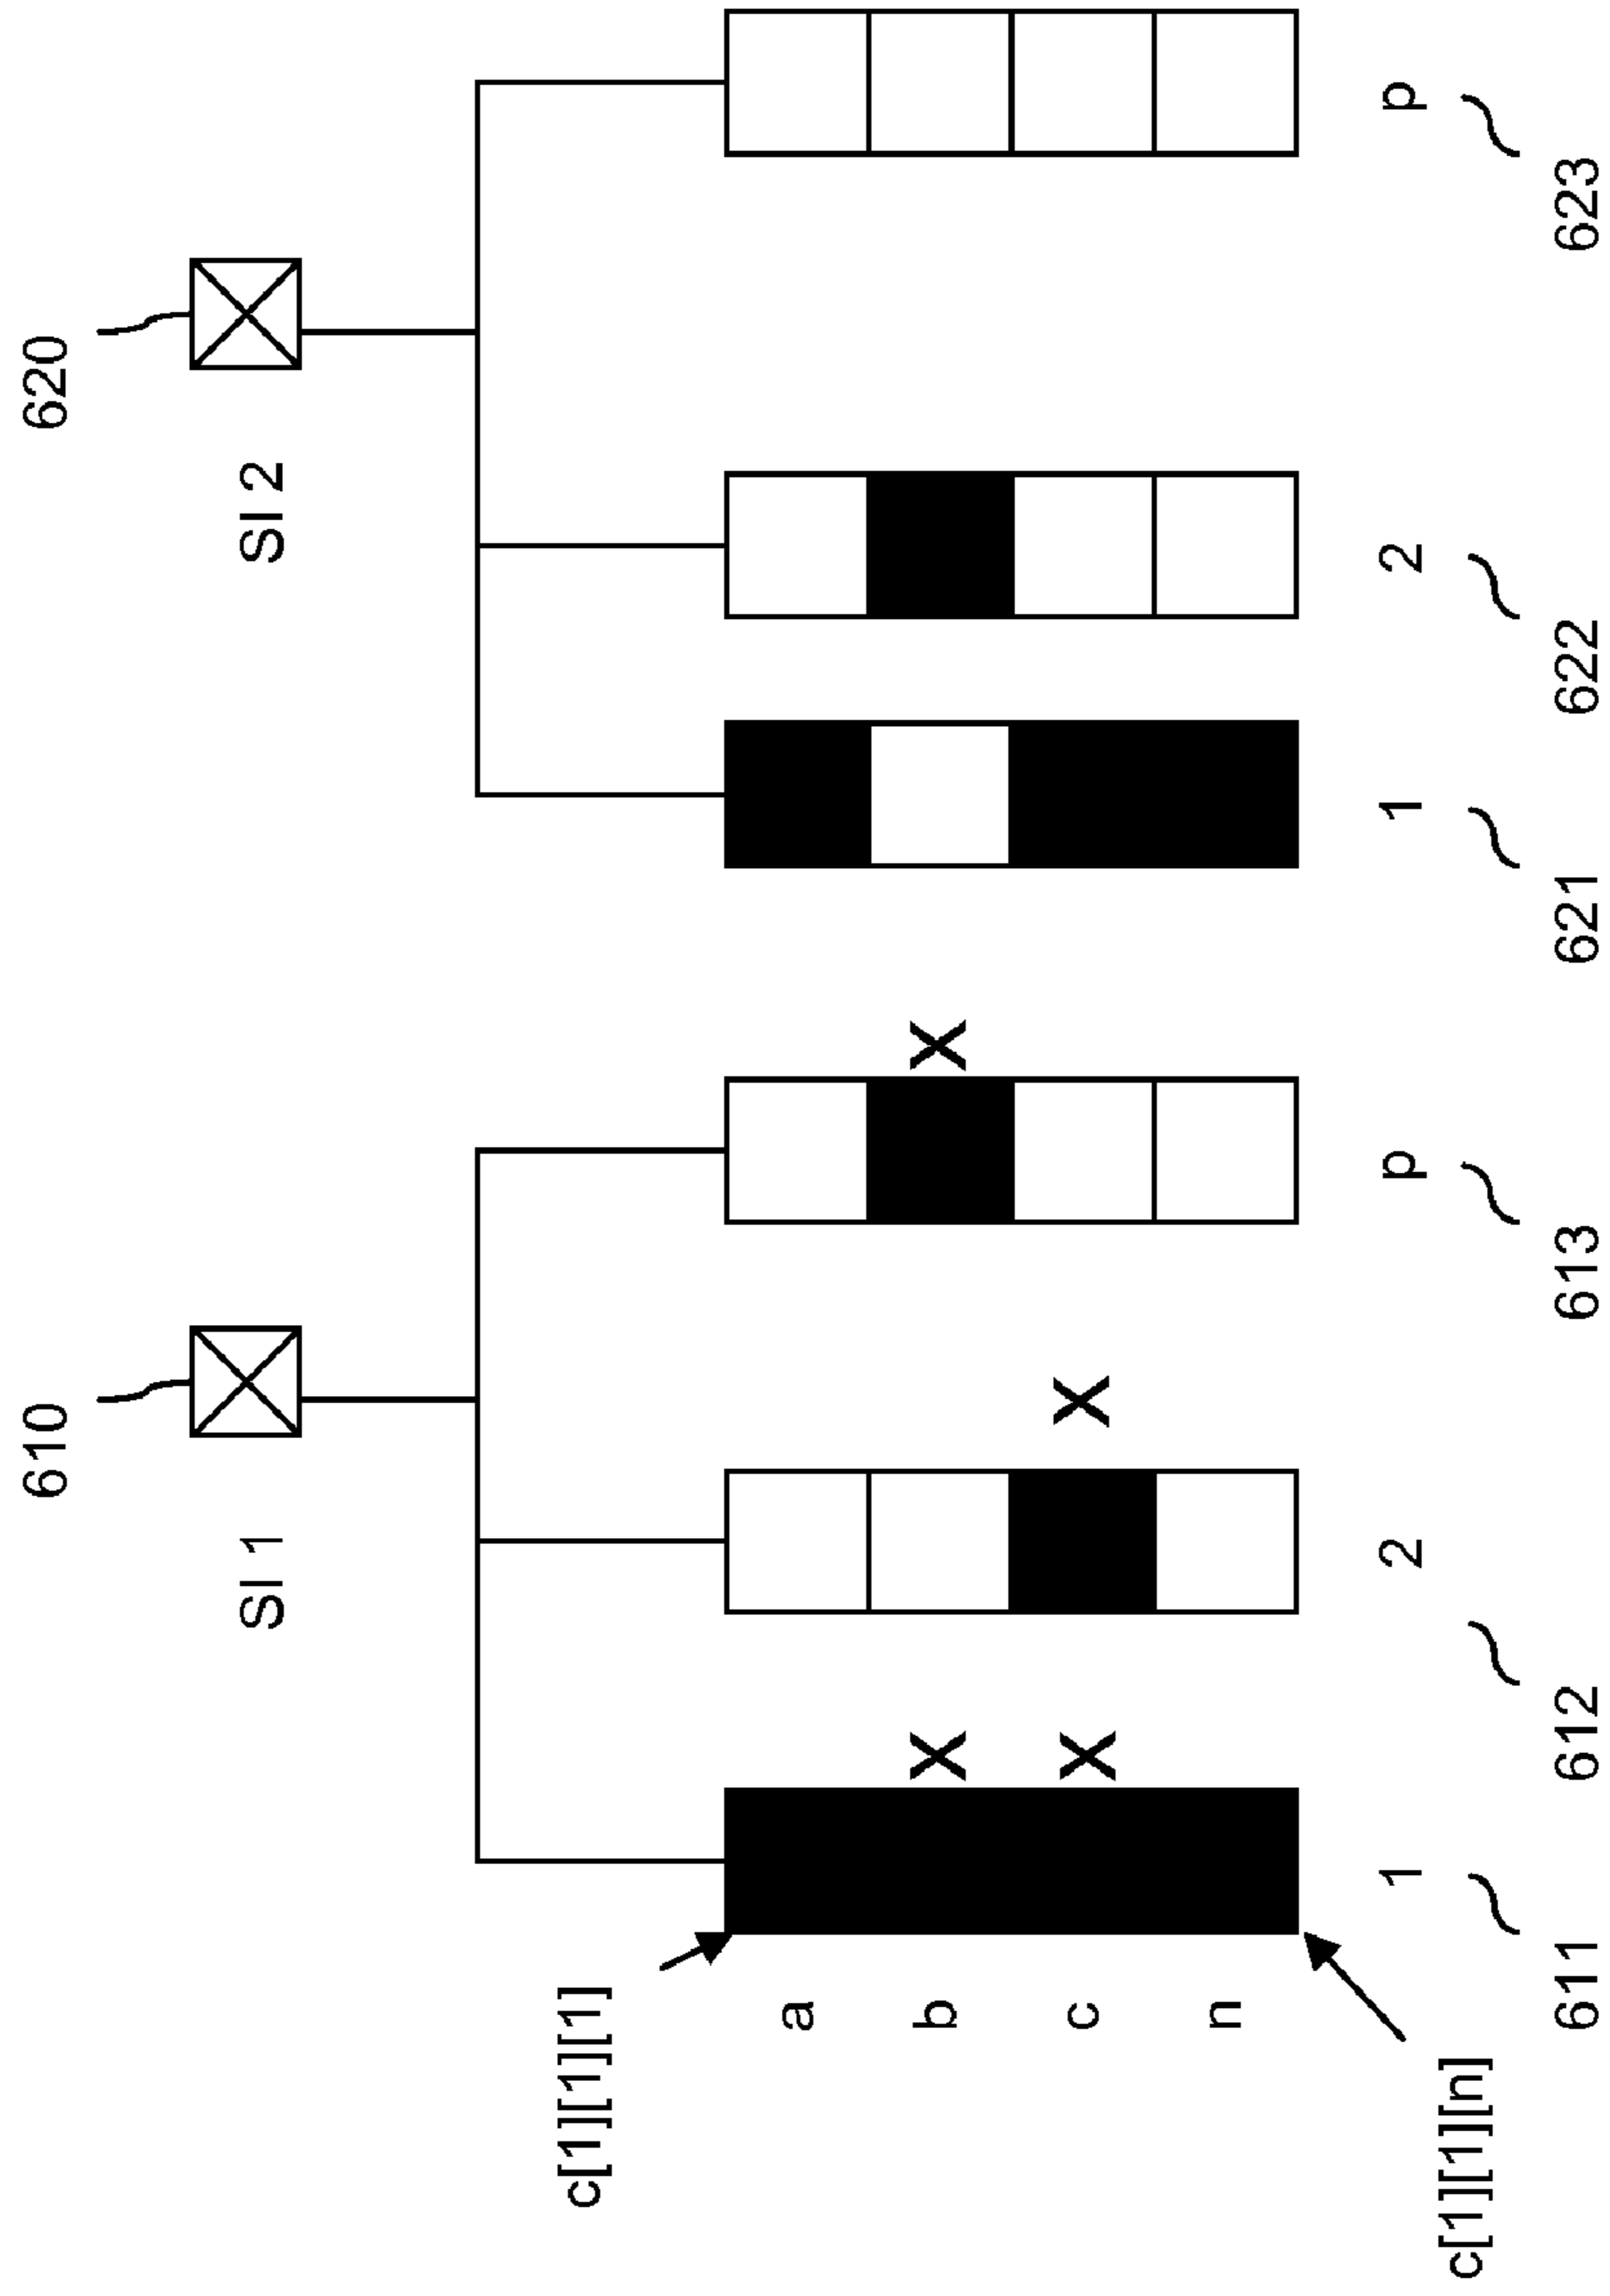 610 620
SI 1 SI 2
c[1][1][1]
a
b X X
c X X
n
1 2 p 1 2 p
c[1][1][n]
611 612 613 621 622 623